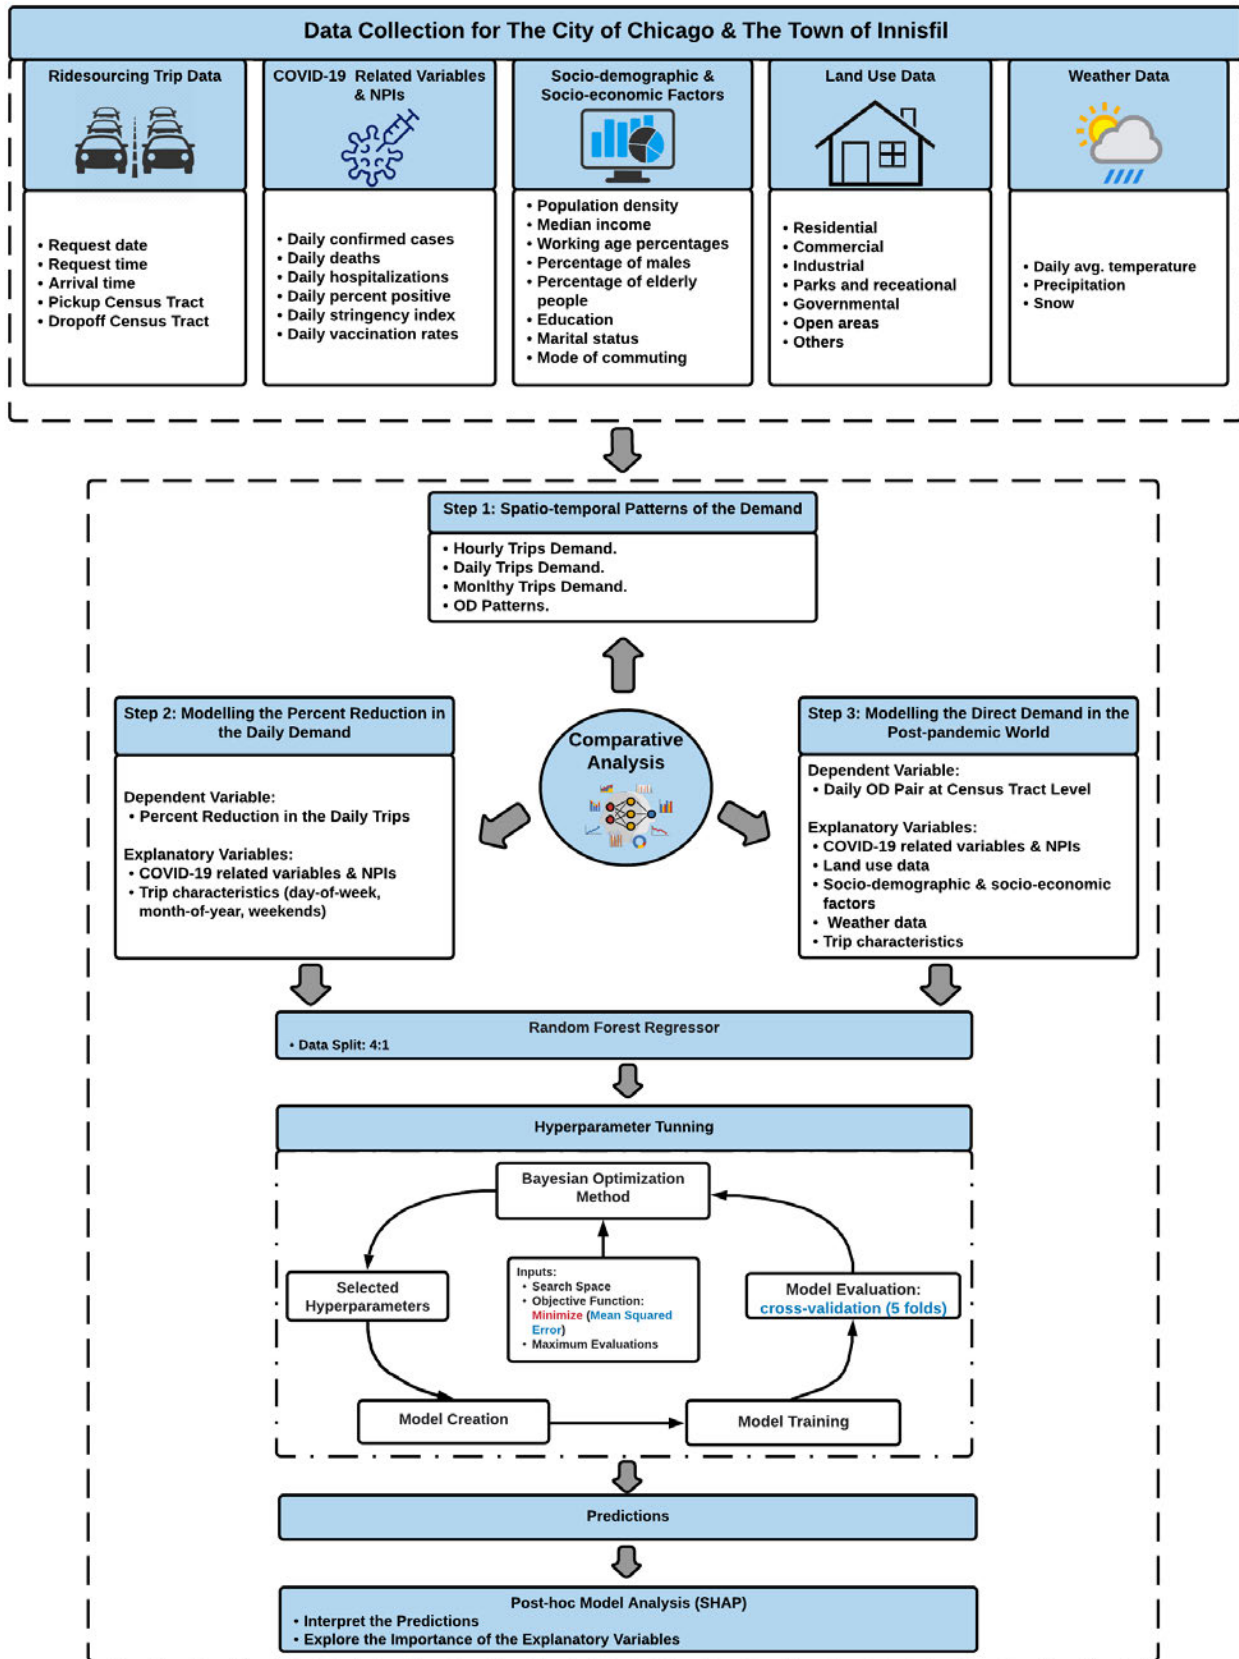 Data Collection for The City of Chicago & The Town of Innisfil
Ridesourcing Trip Data
• Request date
• Request time
• Arrival time
• Pickup Census Tract
• Dropoff Census Tract
COVID-19 Related Variables
& NPIs
• Daily confirmed cases
• Daily deaths
• Daily hospitalizations
• Daily percent positive
• Daily stringency index
• Daily vaccination rates
Socio-demographic &
Socio-economic Factors
• Population density
• Median income
• Working age percentages
• Percentage of males
• Percentage of elderly
people
• Education
• Marital status
• Mode of commuting
Land Use Data
• Residential
• Commercial
• Industrial
• Parks and receational
• Governmental
• Open areas
• Others
Weather Data
• Daily avg. temperature
• Precipitation
• Snow
Step 1: Spatio-temporal Patterns of the Demand
• Hourly Trips Demand.
• Daily Trips Demand.
• Monlthy Trips Demand.
• OD Patterns.
Comparative
Analysis
Step 2: Modelling the Percent Reduction in
the Daily Demand
Dependent Variable:
• Percent Reduction in the Daily Trips
Explanatory Variables:
• COVID-19 related variables & NPIs
• Trip characteristics (day-of-week,
month-of-year, weekends)
Step 3: Modelling the Direct Demand in the
Post-pandemic World
Dependent Variable:
• Daily OD Pair at Census Tract Level
Explanatory Variables:
• COVID-19 related variables & NPIs
• Land use data
• Socio-demographic & socio-economic
factors
• Weather data
• Trip characteristics
Random Forest Regressor
• Data Split: 4:1
Hyperparameter Tunning
Bayesian Optimization
Method
Selected
Hyperparameters
Inputs:
• Search Space
• Objective Function:
Minimize (Mean Squared
Error)
• Maximum Evaluations
Model Evaluation:
cross-validation (5 folds)
Model Creation
Model Training
Predictions
Post-hoc Model Analysis (SHAP)
• Interpret the Predictions
• Explore the Importance of the Explanatory Variables